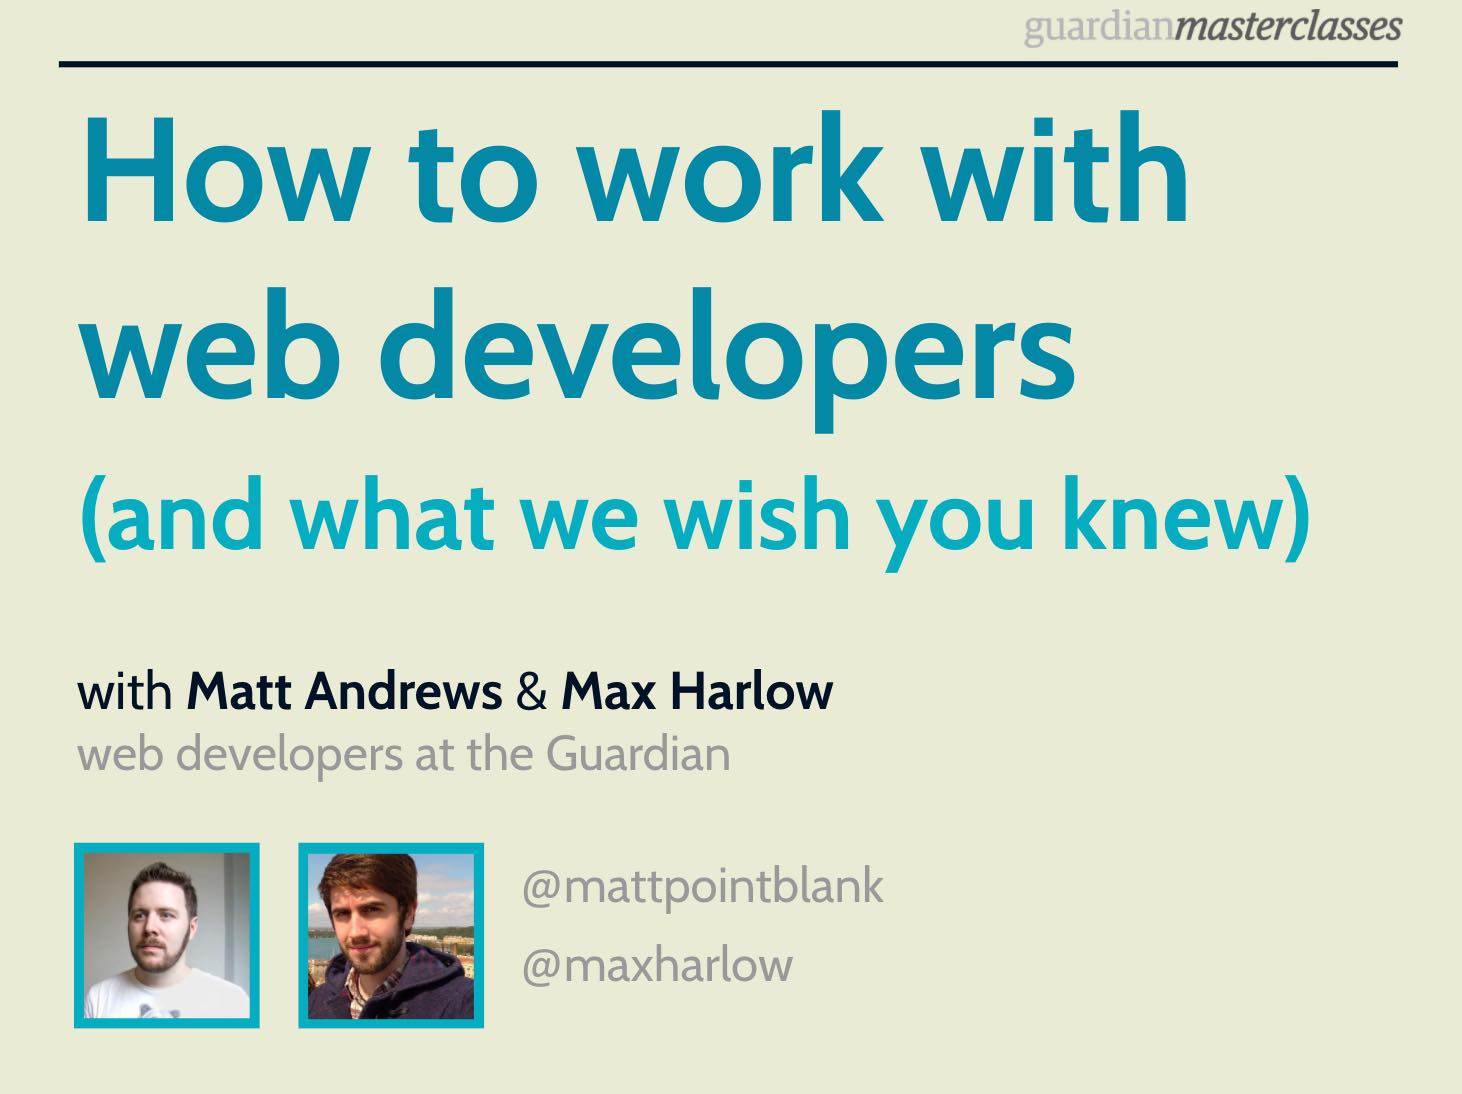 guardianmasterclasses
How to work with
web developers
(and what we wish you knew)
with Matt Andrews & Max Harlow
web developers at the Guardian
@mattpointblank
@maxharlow